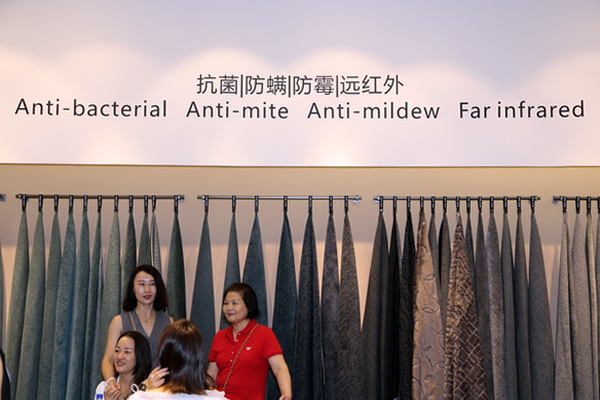 抗菌|防螨|防霉|远红外
Anti-bacterial Anti-mite Anti-mildew Far infrared